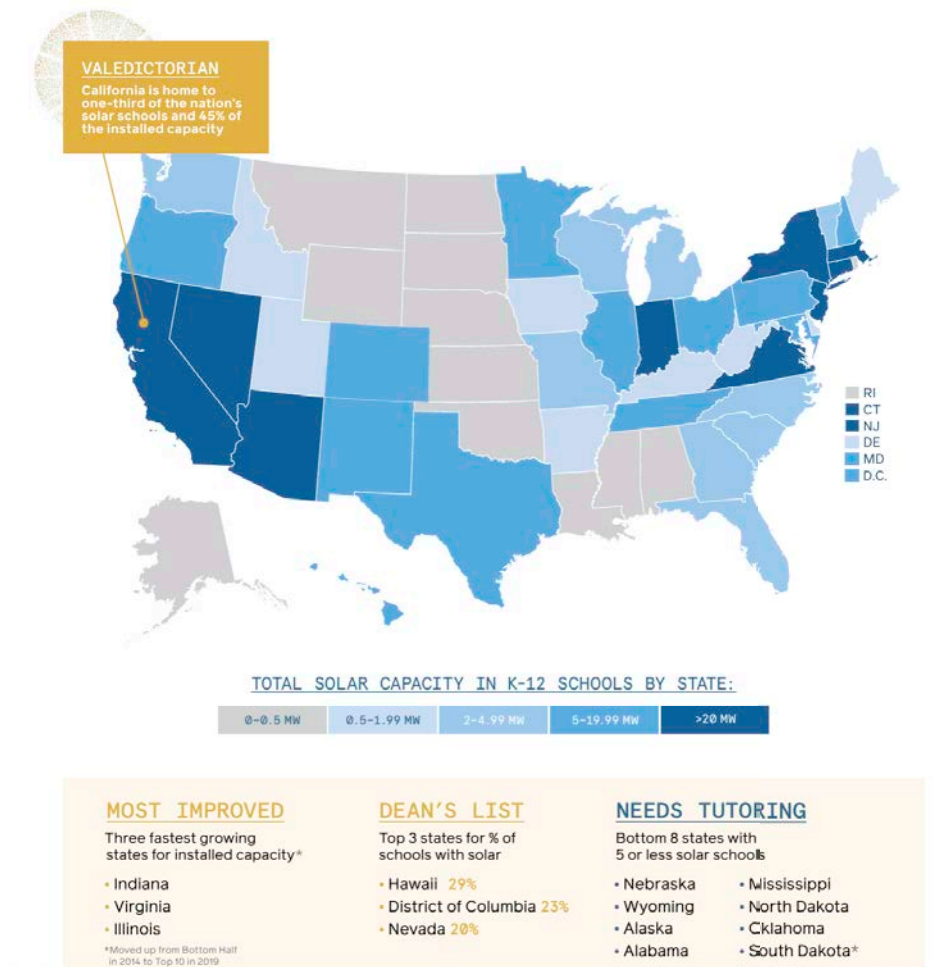 VALEDICTORIAN
California is home to
one-third of the nation's
solar schools and 45% of
the installed capacity
RI
CT
NJ
DE
MD
D.C.
TOTAL SOLAR CAPACITY IN K-12 SCHOOLS BY STATE:
0-0.5 MW 0.5-1.99 MW 2-4.99 MW 5-19.99 MW >20 MW
MOST IMPROVED
Three fastest growing
states for installed capacity*
• Indiana
• Virginia
• Illinois
*Moved up from Bottom Half
in 2014 to Top 10 in 2019
DEAN'S LIST
Top 3 states for % of
schools with solar
• Hawaii 29%
• District of Columbia 23%
• Nevada 20%
NEEDS TUTORING
Bottom 8 states with
5 or less solar schools
• Nebraska
• Wyoming
• Alaska
• Alabama
• Mississippi
• North Dakota
• Oklahoma
• South Dakota*